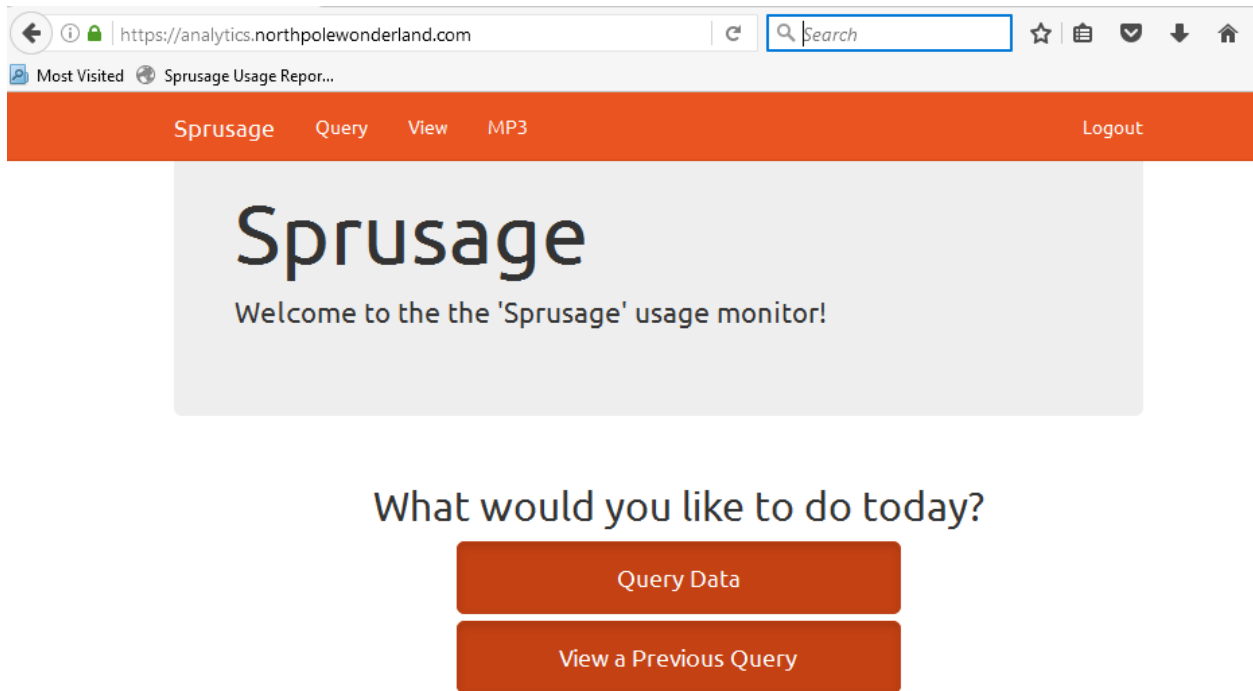 https://analytics.northpolewonderland.com Search
Most Visited Sprusage Usage Repor...
Sprusage Query View MP3 Logout
Sprusage
Welcome to the the 'Sprusage' usage monitor!
What would you like to do today?
Query Data
View a Previous Query